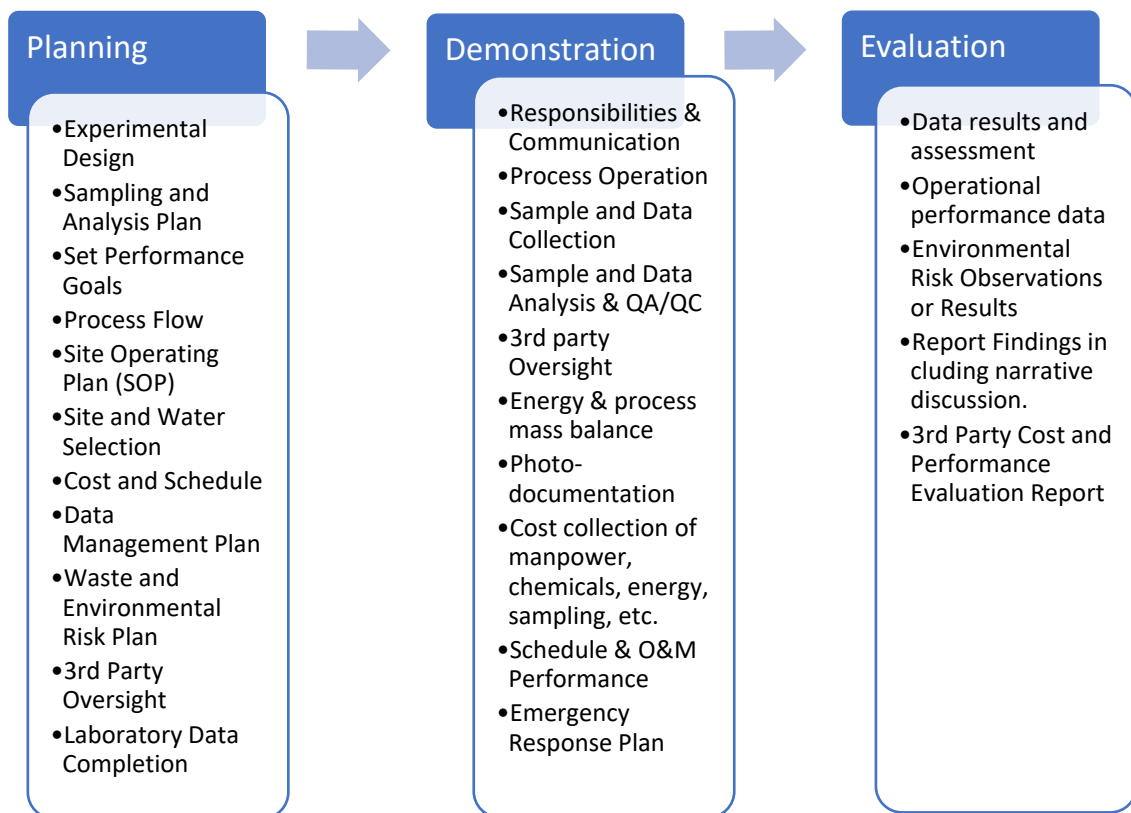 Planning
•Experimental
Design
•Sampling and
Analysis Plan
•Set Performance
Goals
•Process Flow
•Site Operating
Plan (SOP)
•Site and Water
Selection
•Cost and Schedule
•Data
Management Plan
•Waste and
Environmental
Risk Plan
•3rd Party
Oversight
•Laboratory Data
Completion
Demonstration
•Responsibilities &
Communication
•Process Operation
•Sample and Data
Collection
•Sample and Data
Analysis & QA/QC
•3rd party
Oversight
•Energy & process
mass balance
•Photo-
documentation
•Cost collection of
manpower,
chemicals, energy,
sampling, etc.
•Schedule & O&M
Performance
•Emergency
Response Plan
Evaluation
•Data results and
assessment
•Operational
performance data
•Environmental
Risk Observations
or Results
•Report Findings in
cluding narrative
discussion.
•3rd Party Cost and
Performance
Evaluation Report